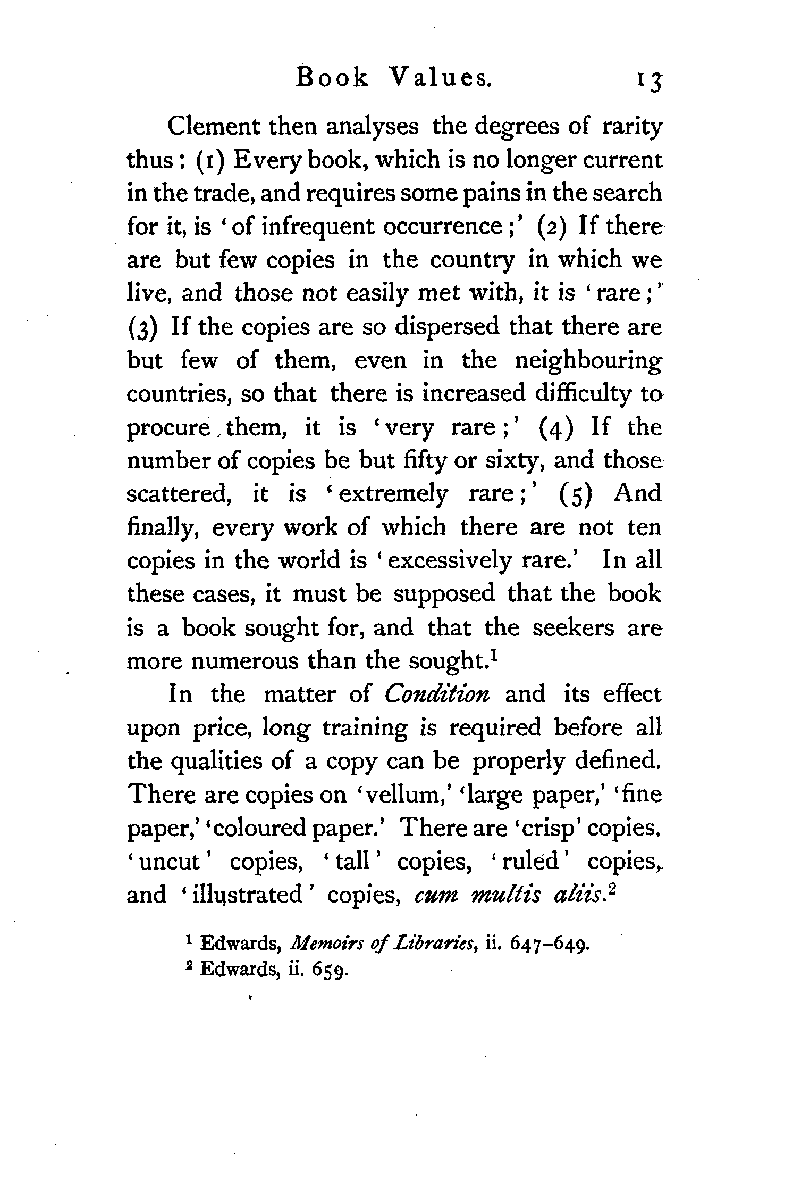 Book Values. 13
Clement then analyses the degrees of rarity
thus: (1) Every book, which is no longer current
in the trade, and requires some pains in the search
for it, is ‘of infrequent occurrence;’ (2) If there
are but few copies in the country in which we
live, and those not easily met with, it is ‘rare;’
(3) If the copies are so dispersed that there are
but few of them, even in the neighbouring
countries, so that there is increased difficulty to
procure them, it is ‘very rare;’ (4) If the
number of copies be but fifty or sixty, and those
scattered, it is ‘extremely rare;’ (5) And
finally, every work of which there are not ten
copies in the world is ‘excessively rare.’ In all
these cases, it must be supposed that the book
is a book sought for, and that the seekers are
more numerous than the sought.¹
In the matter of Condition and its effect
upon price, long training is required before all
the qualities of a copy can be properly defined.
There are copies on ‘vellum,’ ‘large paper,’ ‘fine
paper,’ ‘coloured paper.’ There are ‘crisp’ copies,
‘uncut’ copies, ‘tall’ copies, ‘ruled’ copies,
and ‘illustrated’ copies, cum multis aliis.²
¹ Edwards, Memoirs of Libraries, ii. 647–649.
² Edwards, ii. 659.